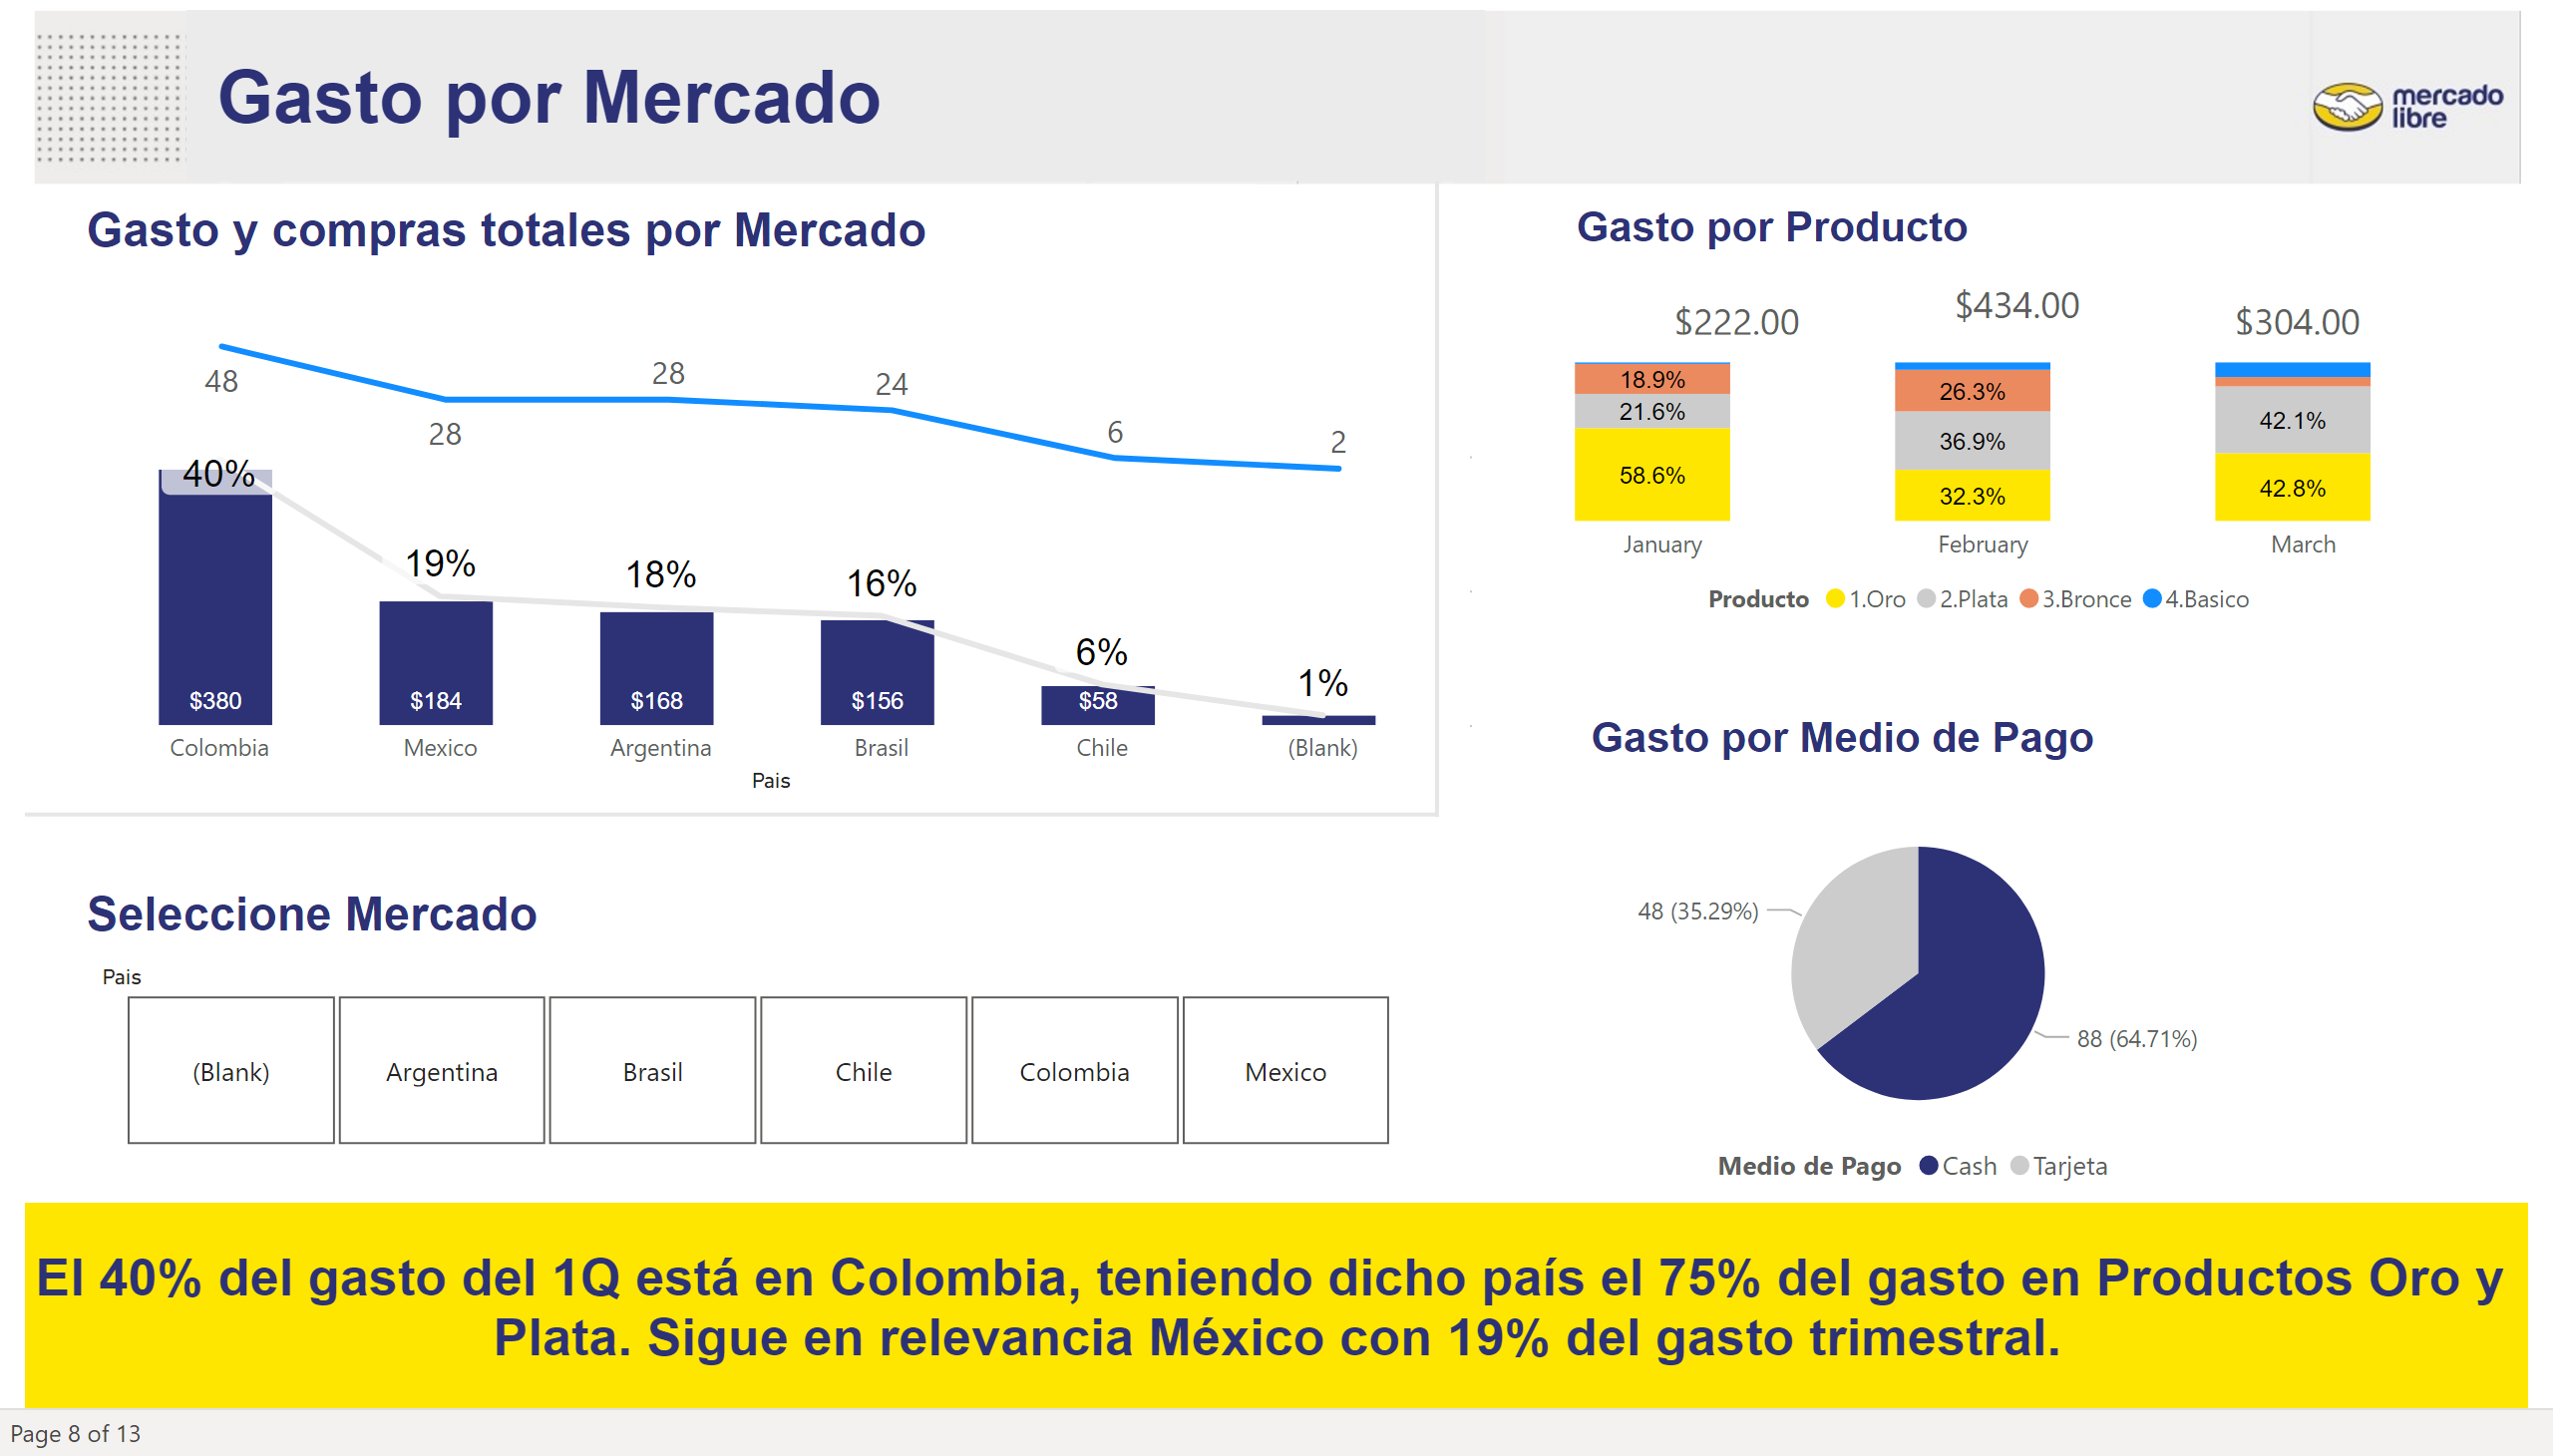 Gasto por Mercado
mercado
libre
Gasto y compras totales por Mercado
48
28
28
24
6
2
40%
19%
18%
16%
6%
1%
$380
$184
$168
$156
$58
Colombia
Mexico
Argentina
Brasil
Chile
(Blank)
Pais
Gasto por Producto
$222.00
$434.00
$304.00
18.9%
21.6%
58.6%
26.3%
36.9%
32.3%
42.1%
42.8%
January
February
March
Producto 1.Oro 2.Plata 3.Bronce 4.Basico
Gasto por Medio de Pago
48 (35.29%)
88 (64.71%)
Medio de Pago Cash Tarjeta
Seleccione Mercado
Pais
(Blank)
Argentina
Brasil
Chile
Colombia
Mexico
El 40% del gasto del 1Q está en Colombia, teniendo dicho país el 75% del gasto en Productos Oro y
Plata. Sigue en relevancia México con 19% del gasto trimestral.
Page 8 of 13